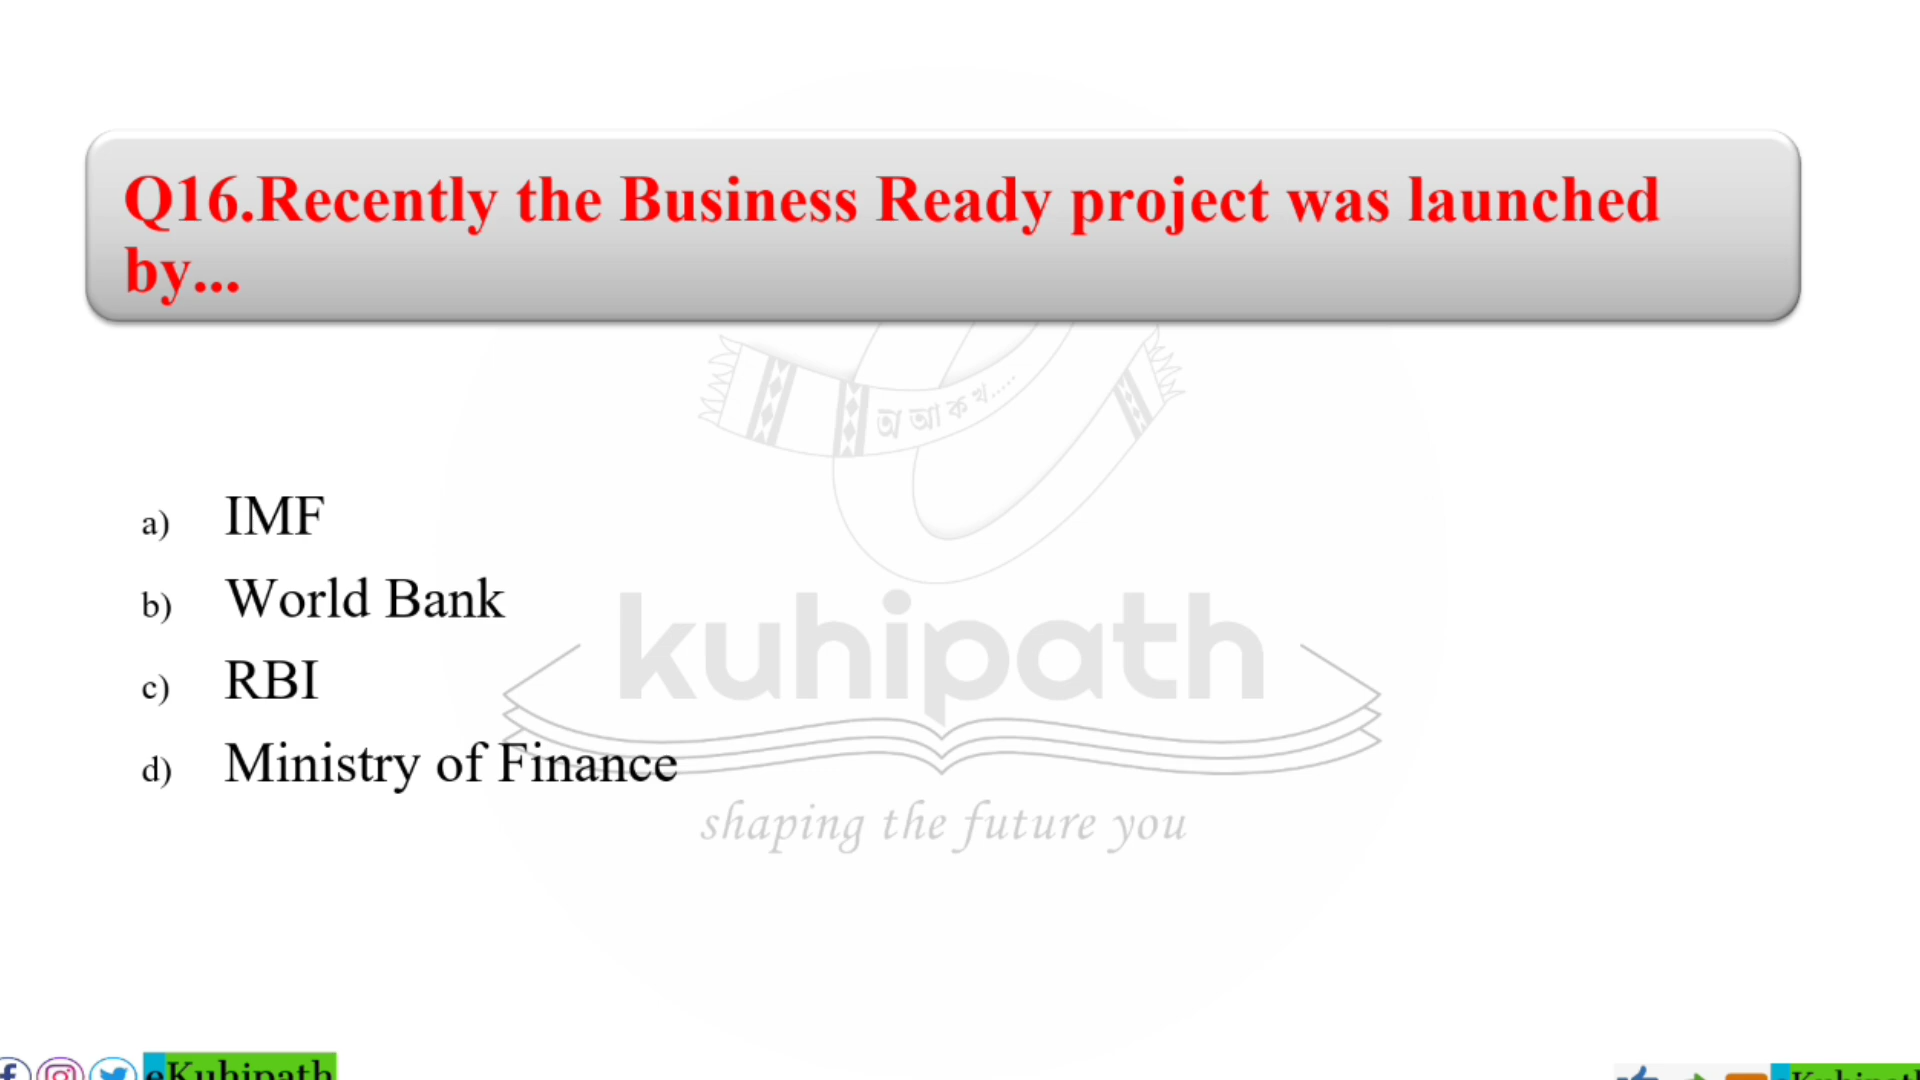 Q16.Recently the Business Ready project was launched
by...
অ আ ক খ.....
a) IMF
b) World Bank
c) RBI
d) Ministry of Finance
kuhipath
shaping the future you
eKuhipath
eKuhipath